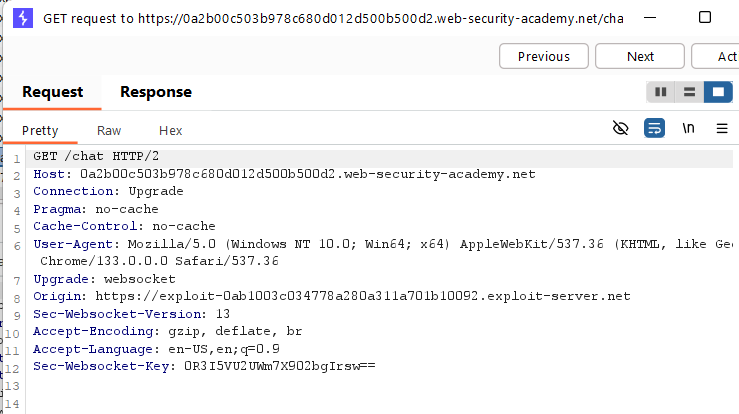 GET request to https://0a2b00c503b978c680d012d500b500d2.web-security-academy.net/cha
Previous Next Act
Request Response
Pretty Raw Hex \n
1 GET /chat HTTP/2
2 Host: 0a2b00c503b978c680d012d500b500d2.web-security-academy.net
3 Connection: Upgrade
4 Pragma: no-cache
5 Cache-Control: no-cache
6 User-Agent: Mozilla/5.0 (Windows NT 10.0; Win64; x64) AppleWebKit/537.36 (KHTML, like Gec
Chrome/133.0.0.0 Safari/537.36
7 Upgrade: websocket
8 Origin: https://exploit-0ab1003c034778a280a311a701b10092.exploit-server.net
9 Sec-Websocket-Version: 13
10 Accept-Encoding: gzip, deflate, br
11 Accept-Language: en-US,en;q=0.9
12 Sec-Websocket-Key: 0R3I5VU2UWm7X902bgIrsw==
13
14